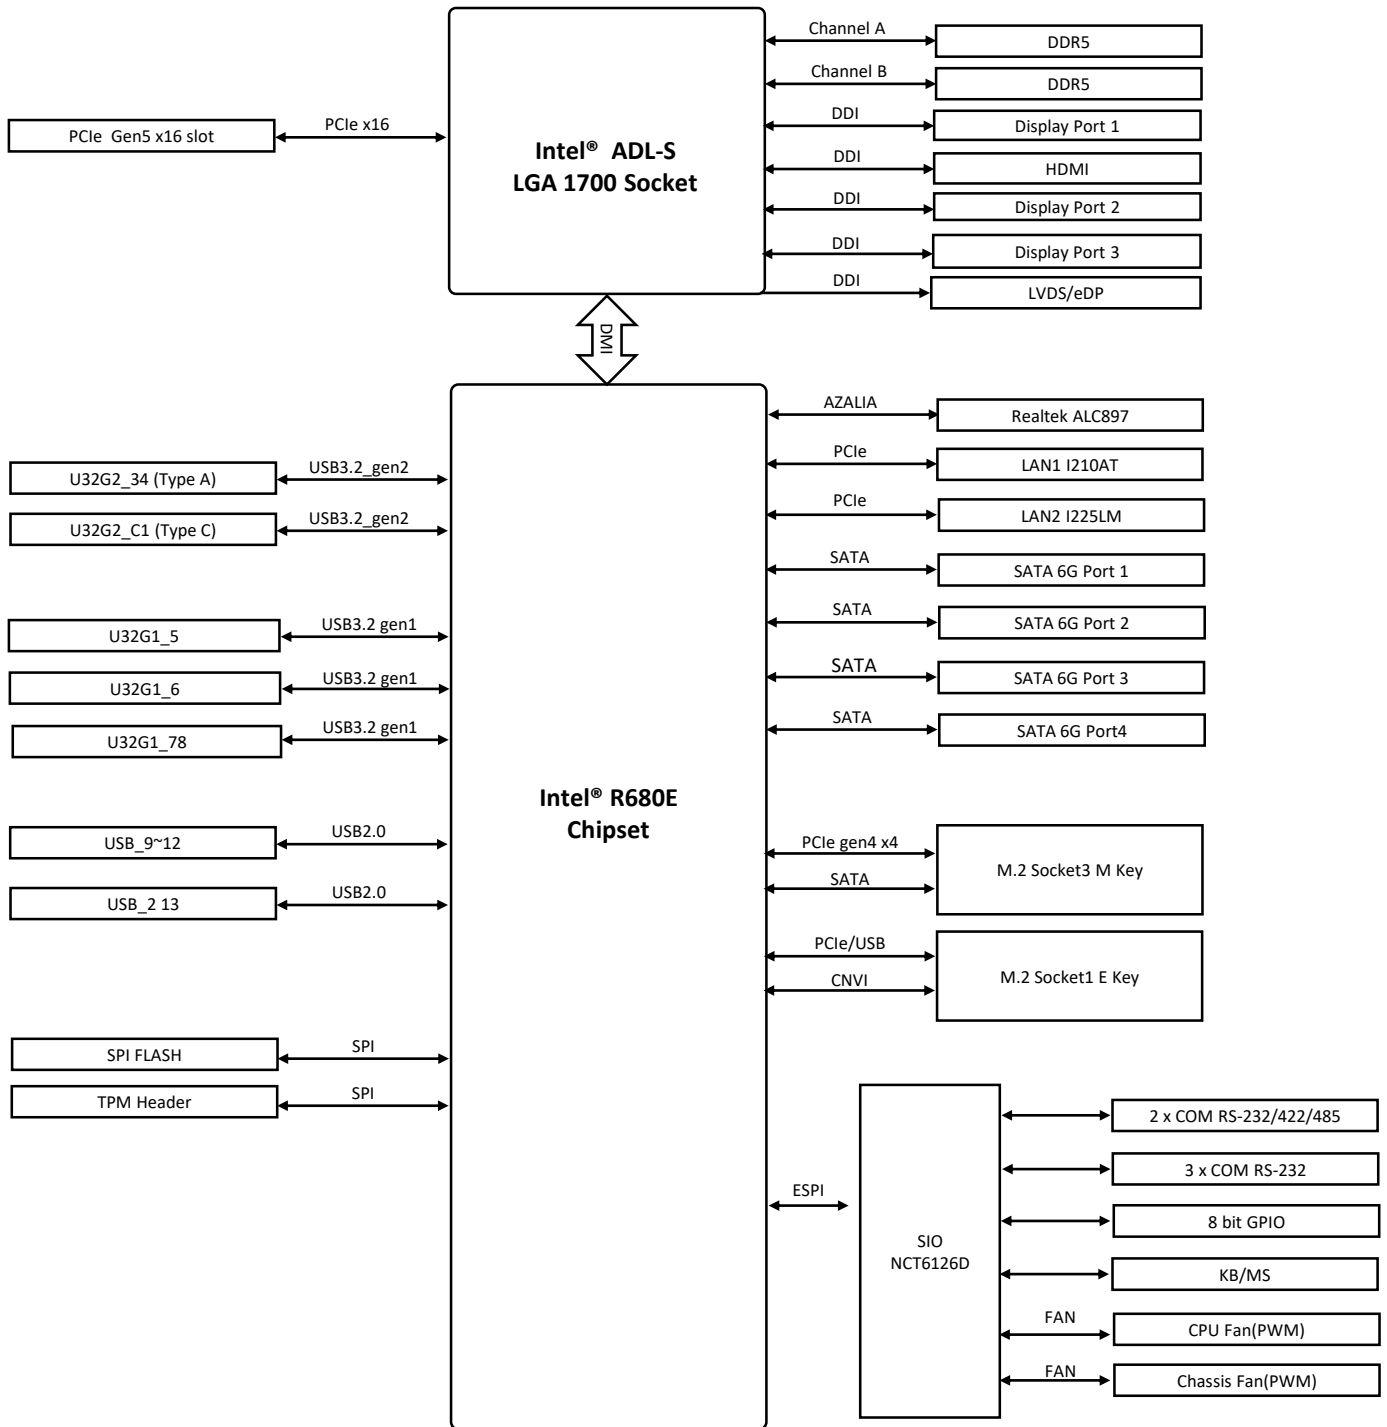 Channel A
DDR5
Channel B
DDR5
DDI
Display Port 1
PCIe Gen5 x16 slot
PCIe x16
Intel® ADL-S
LGA 1700 Socket
DDI
HDMI
DDI
Display Port 2
DDI
Display Port 3
DDI
LVDS/eDP
DMI
AZALIA
Realtek ALC897
PCIe
LAN1 I210AT
U32G2_34 (Type A)
USB3.2_gen2
PCIe
LAN2 I225LM
U32G2_C1 (Type C)
USB3.2_gen2
SATA
SATA 6G Port 1
SATA
SATA 6G Port 2
U32G1_5
USB3.2 gen1
SATA
SATA 6G Port 3
U32G1_6
USB3.2 gen1
SATA
SATA 6G Port4
U32G1_78
USB3.2 gen1
Intel® R680E
Chipset
USB_9~12
USB2.0
PCIe gen4 x4
SATA
M.2 Socket3 M Key
USB_2 13
USB2.0
PCIe/USB
CNVI
M.2 Socket1 E Key
SPI FLASH
SPI
TPM Header
SPI
ESPI
SIO
NCT6126D
2 x COM RS-232/422/485
3 x COM RS-232
8 bit GPIO
KB/MS
FAN
CPU Fan(PWM)
FAN
Chassis Fan(PWM)